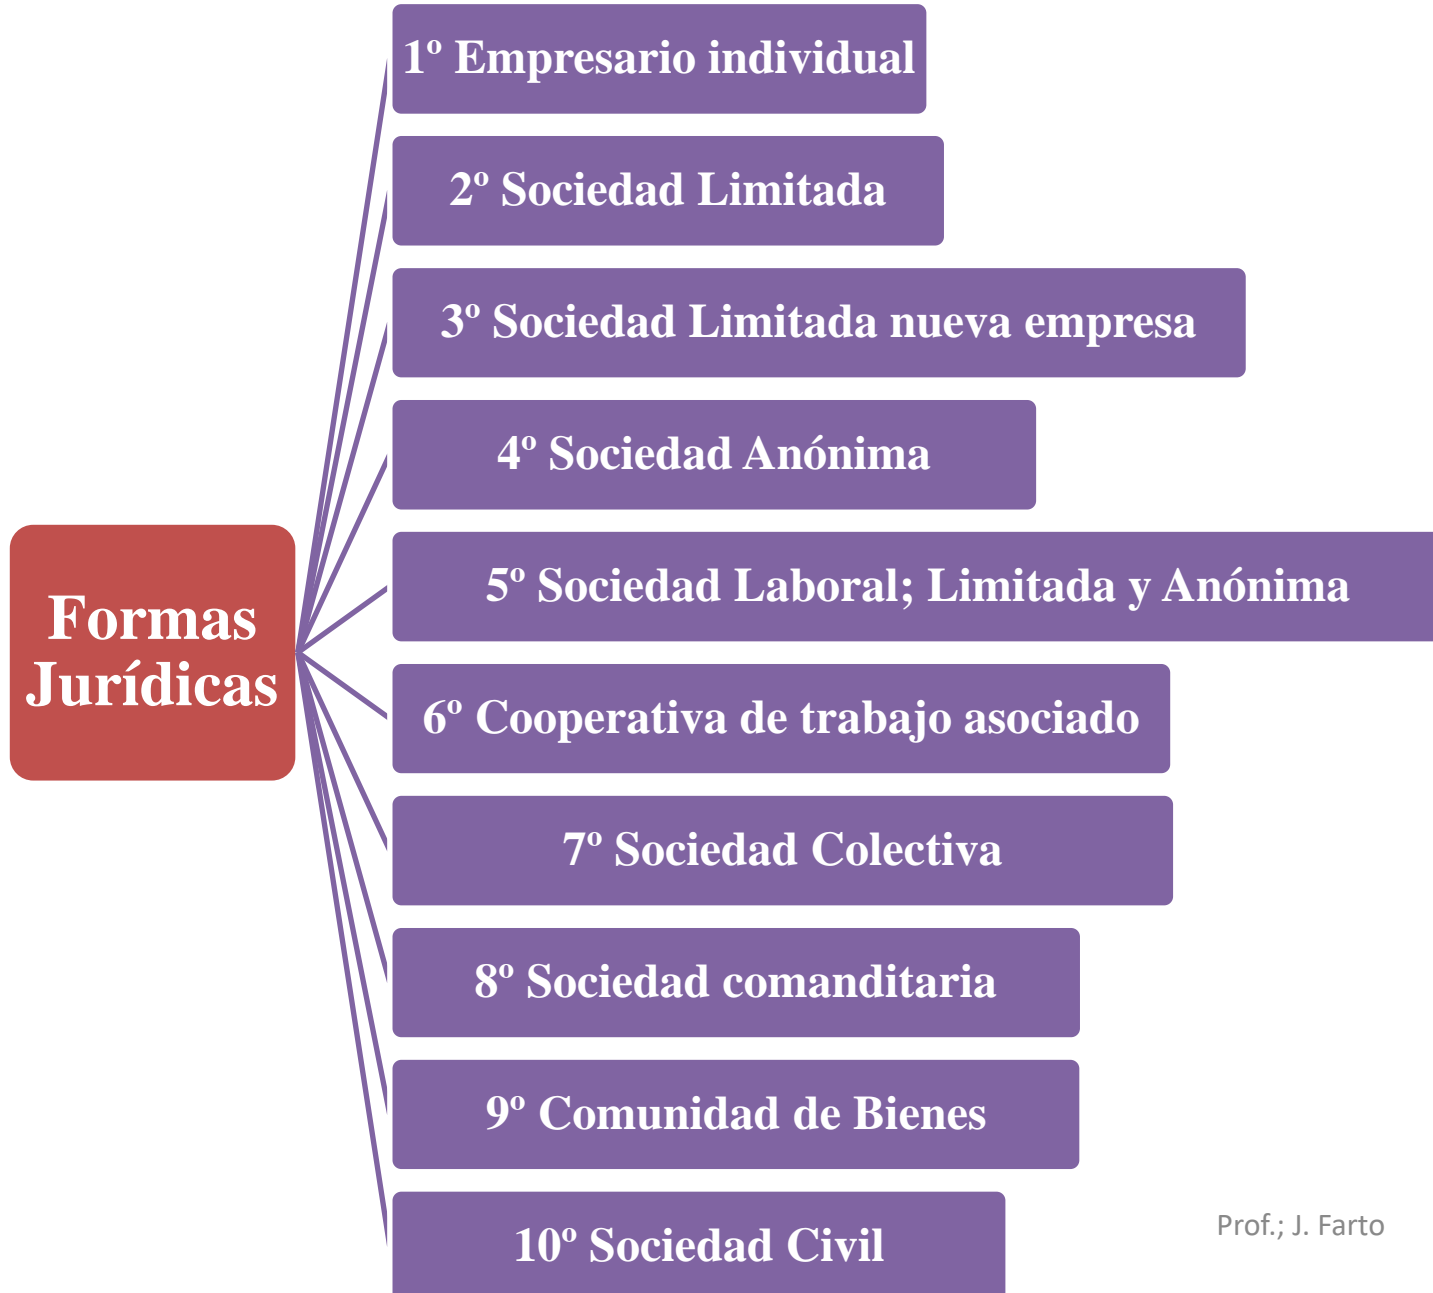 1º Empresario individual
2º Sociedad Limitada
3º Sociedad Limitada nueva empresa
4º Sociedad Anónima
5º Sociedad Laboral; Limitada y Anónima
Formas
Jurídicas
6º Cooperativa de trabajo asociado
7º Sociedad Colectiva
8º Sociedad comanditaria
9º Comunidad de Bienes
10º Sociedad Civil
Prof.; J. Farto